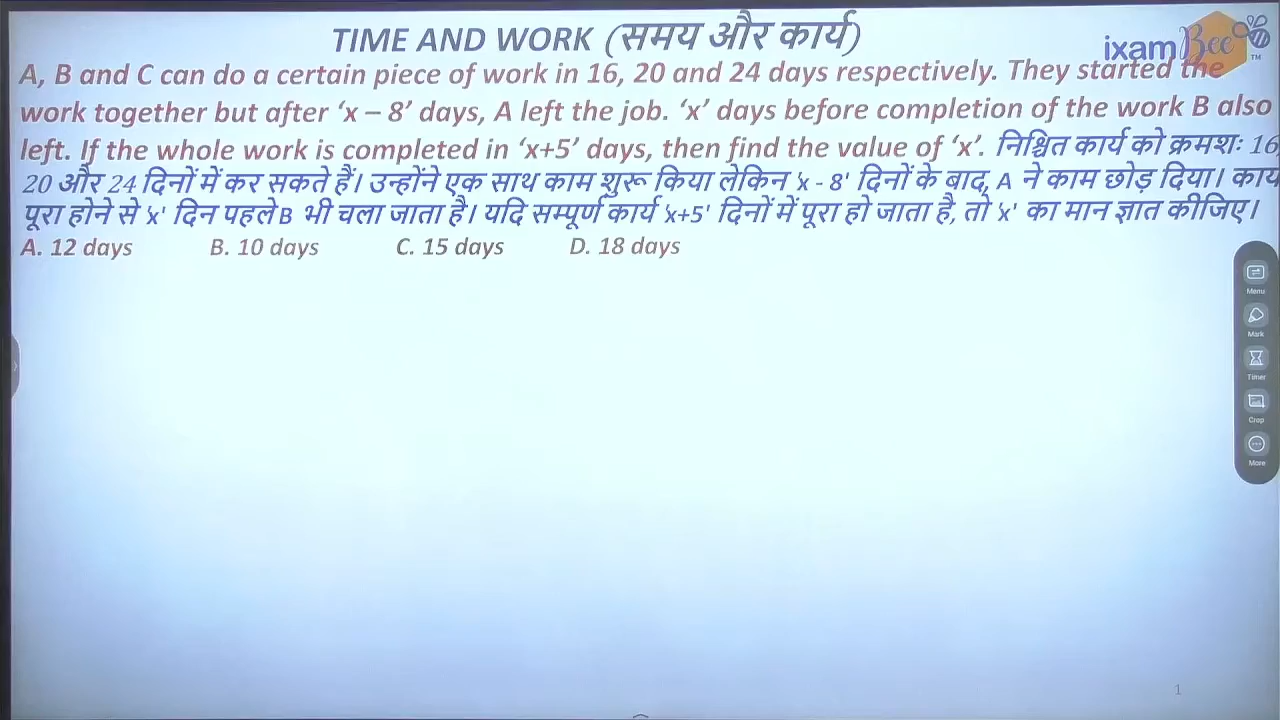 TIME AND WORK (समय और कार्य)
ixamBee TM
A, B and C can do a certain piece of work in 16, 20 and 24 days respectively. They started the
work together but after ‘x – 8’ days, A left the job. ‘x’ days before completion of the work B also
left. If the whole work is completed in ‘x+5’ days, then find the value of ‘x’. निश्चित कार्य को क्रमशः 16,
20 और 24 दिनों में कर सकते हैं। उन्होंने एक साथ काम शुरू किया लेकिन 'x - 8' दिनों के बाद, A ने काम छोड़ दिया। कार्य
पूरा होने से 'x' दिन पहले B भी चला जाता है। यदि सम्पूर्ण कार्य 'x+5' दिनों में पूरा हो जाता है, तो 'x' का मान ज्ञात कीजिए।
A. 12 days B. 10 days C. 15 days D. 18 days
Menu
Mark
Timer
Crop
More
1